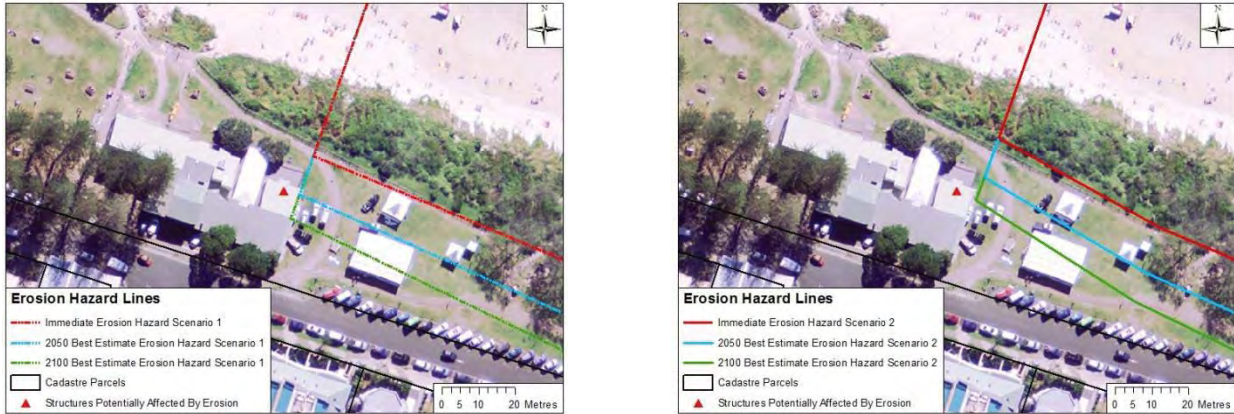 N
Erosion Hazard Lines
Immediate Erosion Hazard Scenario 1
2050 Best Estimate Erosion Hazard Scenario 1
2100 Best Estimate Erosion Hazard Scenario 1
Cadastre Parcels
Structures Potentially Affected By Erosion
0 5 10 20 Metres
N
Erosion Hazard Lines
Immediate Erosion Hazard Scenario 2
2050 Best Estimate Erosion Hazard Scenario 2
2100 Best Estimate Erosion Hazard Scenario 2
Cadastre Parcels
Structures Potentially Affected By Erosion
0 5 10 20 Metres